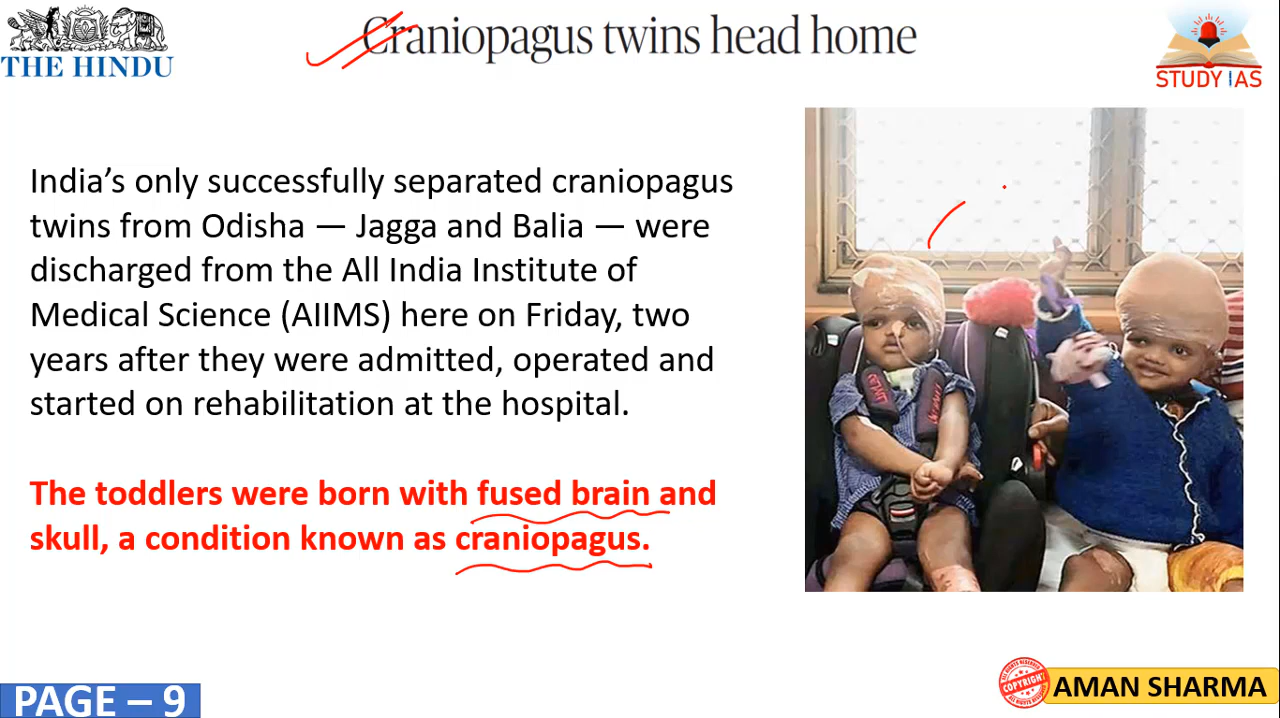 THE HINDU
Craniopagus twins head home
STUDY IAS
India's only successfully separated craniopagus
twins from Odisha — Jagga and Balia — were
discharged from the All India Institute of
Medical Science (AIIMS) here on Friday, two
years after they were admitted, operated and
started on rehabilitation at the hospital.
The toddlers were born with fused brain and
skull, a condition known as craniopagus.
PAGE – 9
COPYRIGHT
AMAN SHARMA